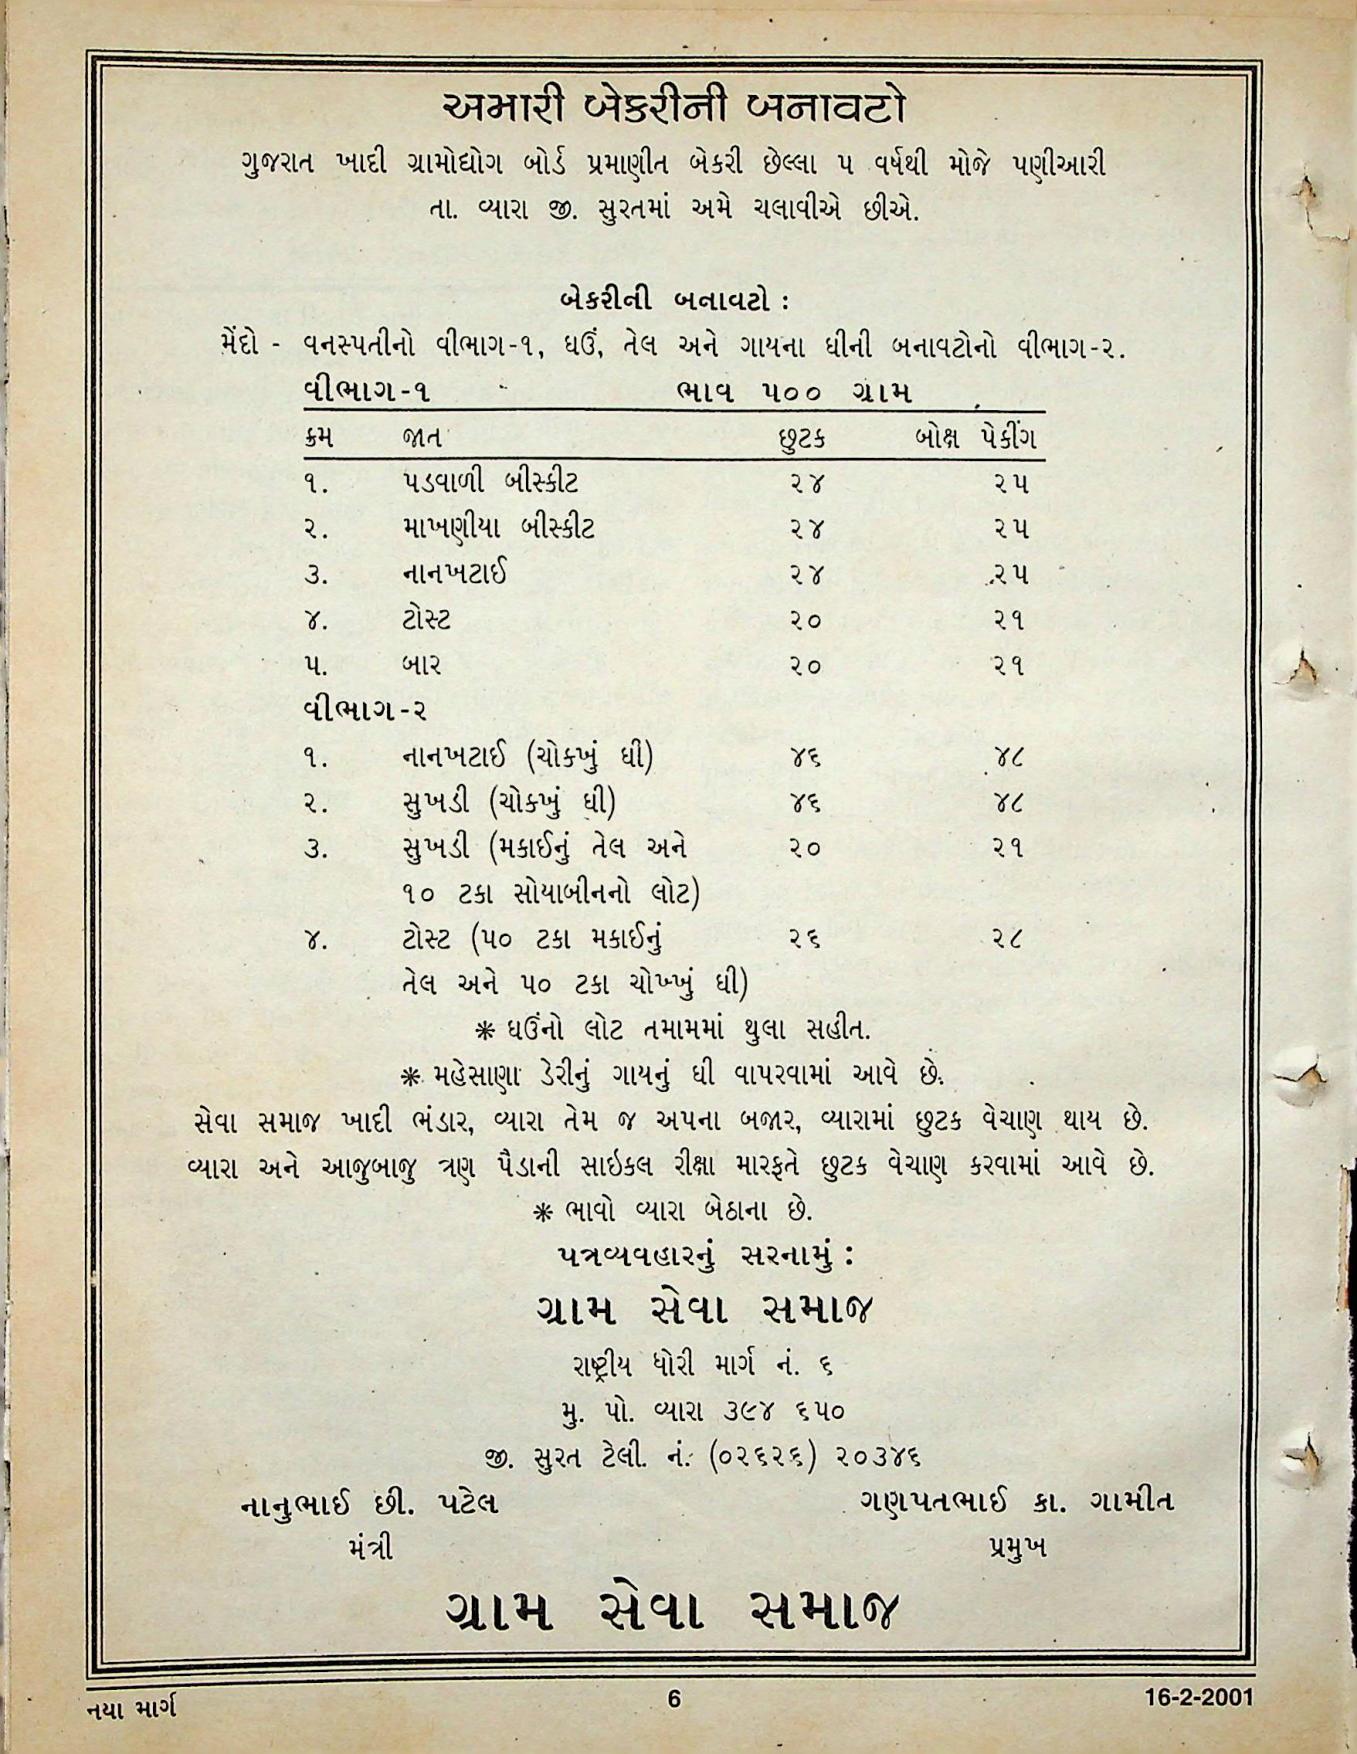 અમારી બેકરીની બનાવટો
ગુજરાત ખાદી ગ્રામોદ્યોગ બોર્ડ પ્રમાણીત બેકરી છેલ્લા ૫ વર્ષથી મોજે પણીઆરી
તા. વ્યારા જી. સુરતમાં અમે ચલાવીએ છીએ.
બેકરીની બનાવટો :
મેંદો - વનસ્પતીનો વીભાગ-૧, ઘઉં, તેલ અને ગાયના ઘીની બનાવટોનો વીભાગ-૨.
વીભાગ-૧ ભાવ ૫૦૦ ગ્રામ
ક્રમ જાત છુટક બોક્ષ પેકીંગ
૧. પડવાળી બીસ્કીટ ૨૪ ૨૫
૨. માખણીયા બીસ્કીટ ૨૪ ૨૫
૩. નાનખટાઈ ૨૪ ૨૫
૪. ટોસ્ટ ૨૦ ૨૧
૫. બાર ૨૦ ૨૧
વીભાગ-૨
૧. નાનખટાઈ (ચોકખું ઘી) ૪૬ ૪૮
૨. સુખડી (ચોકખું ઘી) ૪૬ ૪૮
૩. સુખડી (મકાઈનું તેલ અને ૨૦ ૨૧
૧૦ ટકા સોયાબીનનો લોટ)
૪. ટોસ્ટ (૫૦ ટકા મકાઈનું ૨૬ ૨૮
તેલ અને ૫૦ ટકા ચોખ્ખું ઘી)
* ઘઉંનો લોટ તમામમાં થુલા સહીત.
* મહેસાણા ડેરીનું ગાયનું ઘી વાપરવામાં આવે છે.
સેવા સમાજ ખાદી ભંડાર, વ્યારા તેમ જ અપના બજાર, વ્યારામાં છુટક વેચાણ થાય છે.
વ્યારા અને આજુબાજુ ત્રણ પૈડાની સાઇકલ રીક્ષા મારફતે છુટક વેચાણ કરવામાં આવે છે.
* ભાવો વ્યારા બેઠાના છે.
પત્રવ્યવહારનું સરનામું :
ગ્રામ સેવા સમાજ
રાષ્ટ્રીય ધોરી માર્ગ નં. ૬
મુ. પો. વ્યારા ૩૯૪ ૬૫૦
જી. સુરત ટેલી. નં. (૦૨૬૨૬) ૨૦૩૪૬
નાનુભાઈ છી. પટેલ ગણપતભાઈ કા. ગામીત
મંત્રી પ્રમુખ
ગ્રામ સેવા સમાજ
નયા માર્ગ 6 16-2-2001